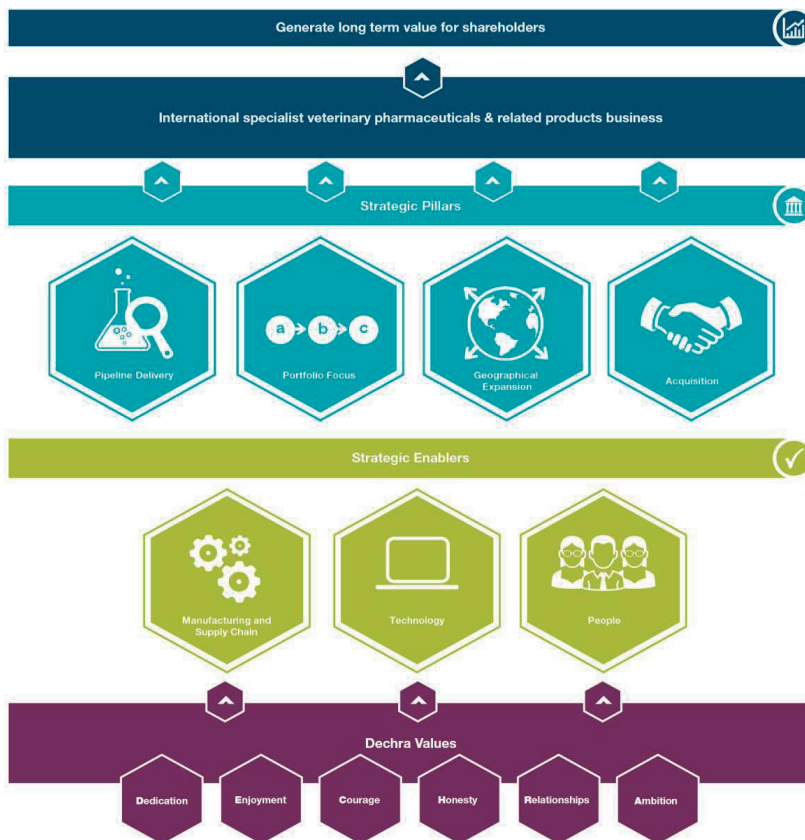 Generate long term value for shareholders
International specialist veterinary pharmaceuticals & related products business
Strategic Pillars
Pipeline Delivery
a b c
Portfolio Focus
Geographical
Expansion
Acquisition
Strategic Enablers
Manufacturing and
Supply Chain
Technology
People
Dechra Values
Dedication
Enjoyment
Courage
Honesty
Relationships
Ambition